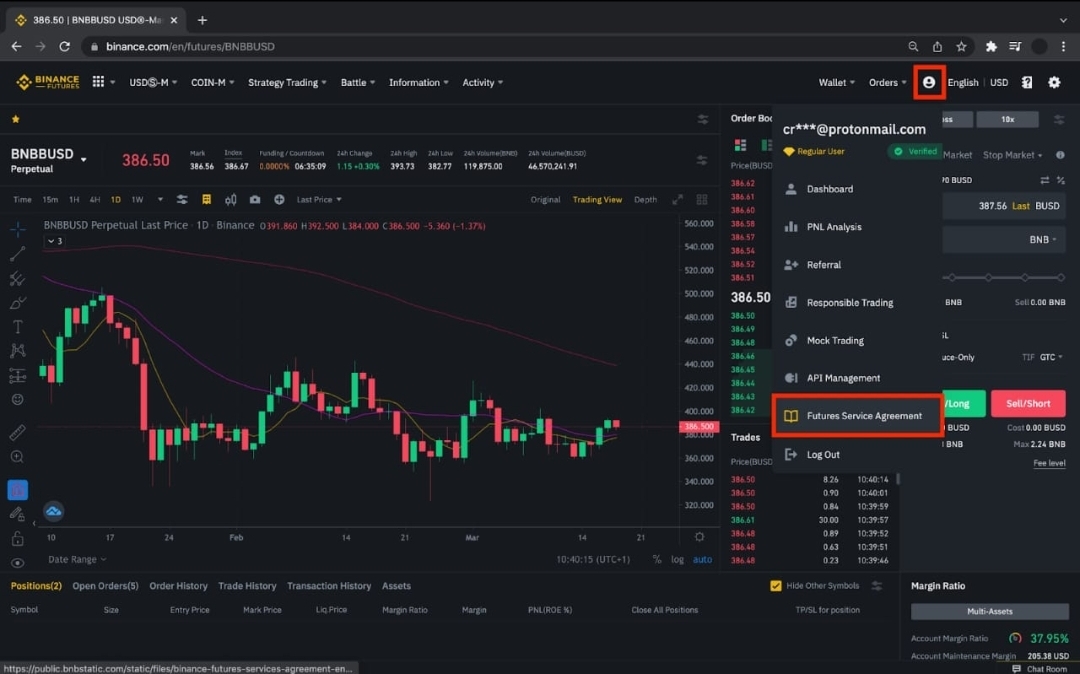 386.50 | BNBBUSD USDⓈ-Ma
binance.com/en/futures/BNBBUSD
BINANCE
FUTURES
USDⓈ-M COIN-M Strategy Trading Battle Information Activity
Wallet Orders English USD
BNBBUSD
Perpetual
386.50
Mark
386.56
Index
386.67
Funding / Countdown
0.0000% 06:35:09
24h Change
1.15 +0.30%
24h High
393.73
24h Low
382.77
24h Volume(BNB)
119,875.00
24h Volume(BUSD)
46,570,241.91
Time 15m 1H 4H 1D 1W Last Price Original Trading View Depth
BNBBUSD Perpetual Last Price · 1D · Binance O391.860 H392.500 L384.000 C386.500 -5.360 (-1.37%)
3
560.000
540.000
520.000
500.000
480.000
460.000
440.000
420.000
400.000
386.500
380.000
360.000
340.000
320.000
10 17 24 Feb 14 21 Mar 14 21
Date Range
10:40:15 (UTC+1) % log auto
Order Boo
Price(BUSD
386.62
386.61
386.60
386.58
386.57
386.54
386.52
386.51
386.50
386.50
386.49
386.48
386.46
386.45
386.44
386.43
386.42
Trades
Price(BUSD
386.50 8.26 10:40:14
386.50 0.90 10:40:01
386.50 0.84 10:39:59
386.61 30.00 10:39:57
386.48 0.89 10:39:52
386.48 0.63 10:39:51
386.48 0.23 10:39:46
cr***@protonmail.com
Regular User Verified
Dashboard
PNL Analysis
Referral
Responsible Trading
Mock Trading
API Management
Futures Service Agreement
Log Out
ss 10x
Market Stop Market
90 BUSD
387.56 Last BUSD
BNB
BNB Sell 0.00 BNB
SL
uce-Only TIF GTC
/Long Sell/Short
BUSD Cost 0.00 BUSD
BNB Max 2.24 BNB
Fee level
Positions(2) Open Orders(5) Order History Trade History Transaction History Assets
Hide Other Symbols
Symbol Size Entry Price Mark Price Liq.Price Margin Ratio Margin PNL(ROE %) Close All Positions TP/SL for position
Margin Ratio
Multi-Assets
Account Margin Ratio 37.95%
Account Maintenance Margin 205.38 USD
Chat Room
https://public.bnbstatic.com/static/files/binance-futures-services-agreement-en...